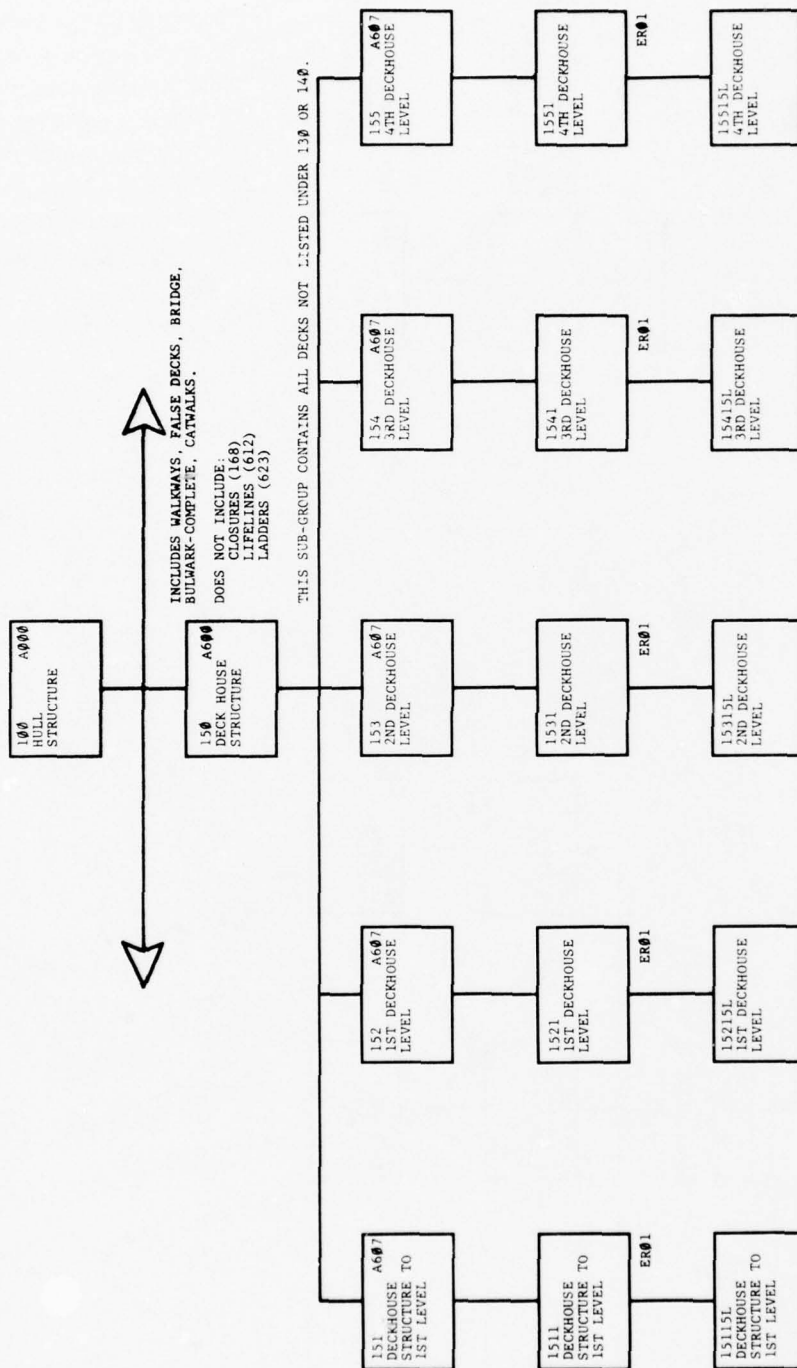 100 A000
HULL
STRUCTURE
INCLUDES WALKWAYS, FALSE DECKS, BRIDGE,
BULWARK-COMPLETE, CATWALKS.
150 A600
DECK HOUSE
STRUCTURE
DOES NOT INCLUDE:
CLOSURES (168)
LIFELINES (612)
LADDERS (623)
THIS SUB-GROUP CONTAINS ALL DECKS NOT LISTED UNDER 130 OR 140.
151 A607
DECKHOUSE
STRUCTURE TO
1ST LEVEL
152 A607
1ST DECKHOUSE
LEVEL
153 A607
2ND DECKHOUSE
LEVEL
154 A607
3RD DECKHOUSE
LEVEL
155 A607
4TH DECKHOUSE
LEVEL
1511
DECKHOUSE
STRUCTURE TO
1ST LEVEL
1521
1ST DECKHOUSE
LEVEL
1531
2ND DECKHOUSE
LEVEL
1541
3RD DECKHOUSE
LEVEL
1551
4TH DECKHOUSE
LEVEL
ER01
ER01
ER01
ER01
ER01
15115L
DECKHOUSE
STRUCTURE TO
1ST LEVEL
15215L
1ST DECKHOUSE
LEVEL
15315L
2ND DECKHOUSE
LEVEL
15415L
3RD DECKHOUSE
LEVEL
15515L
4TH DECKHOUSE
LEVEL